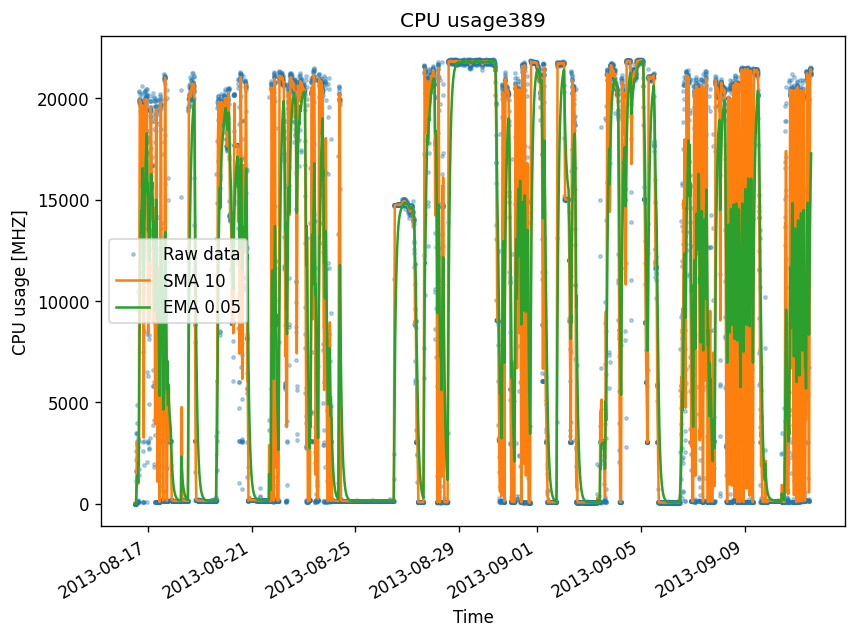 CPU usage389
CPU usage [MHZ]
20000
15000
10000
5000
0
Raw data
SMA 10
EMA 0.05
2013-08-17
2013-08-21
2013-08-25
2013-08-29
2013-09-01
2013-09-05
2013-09-09
Time